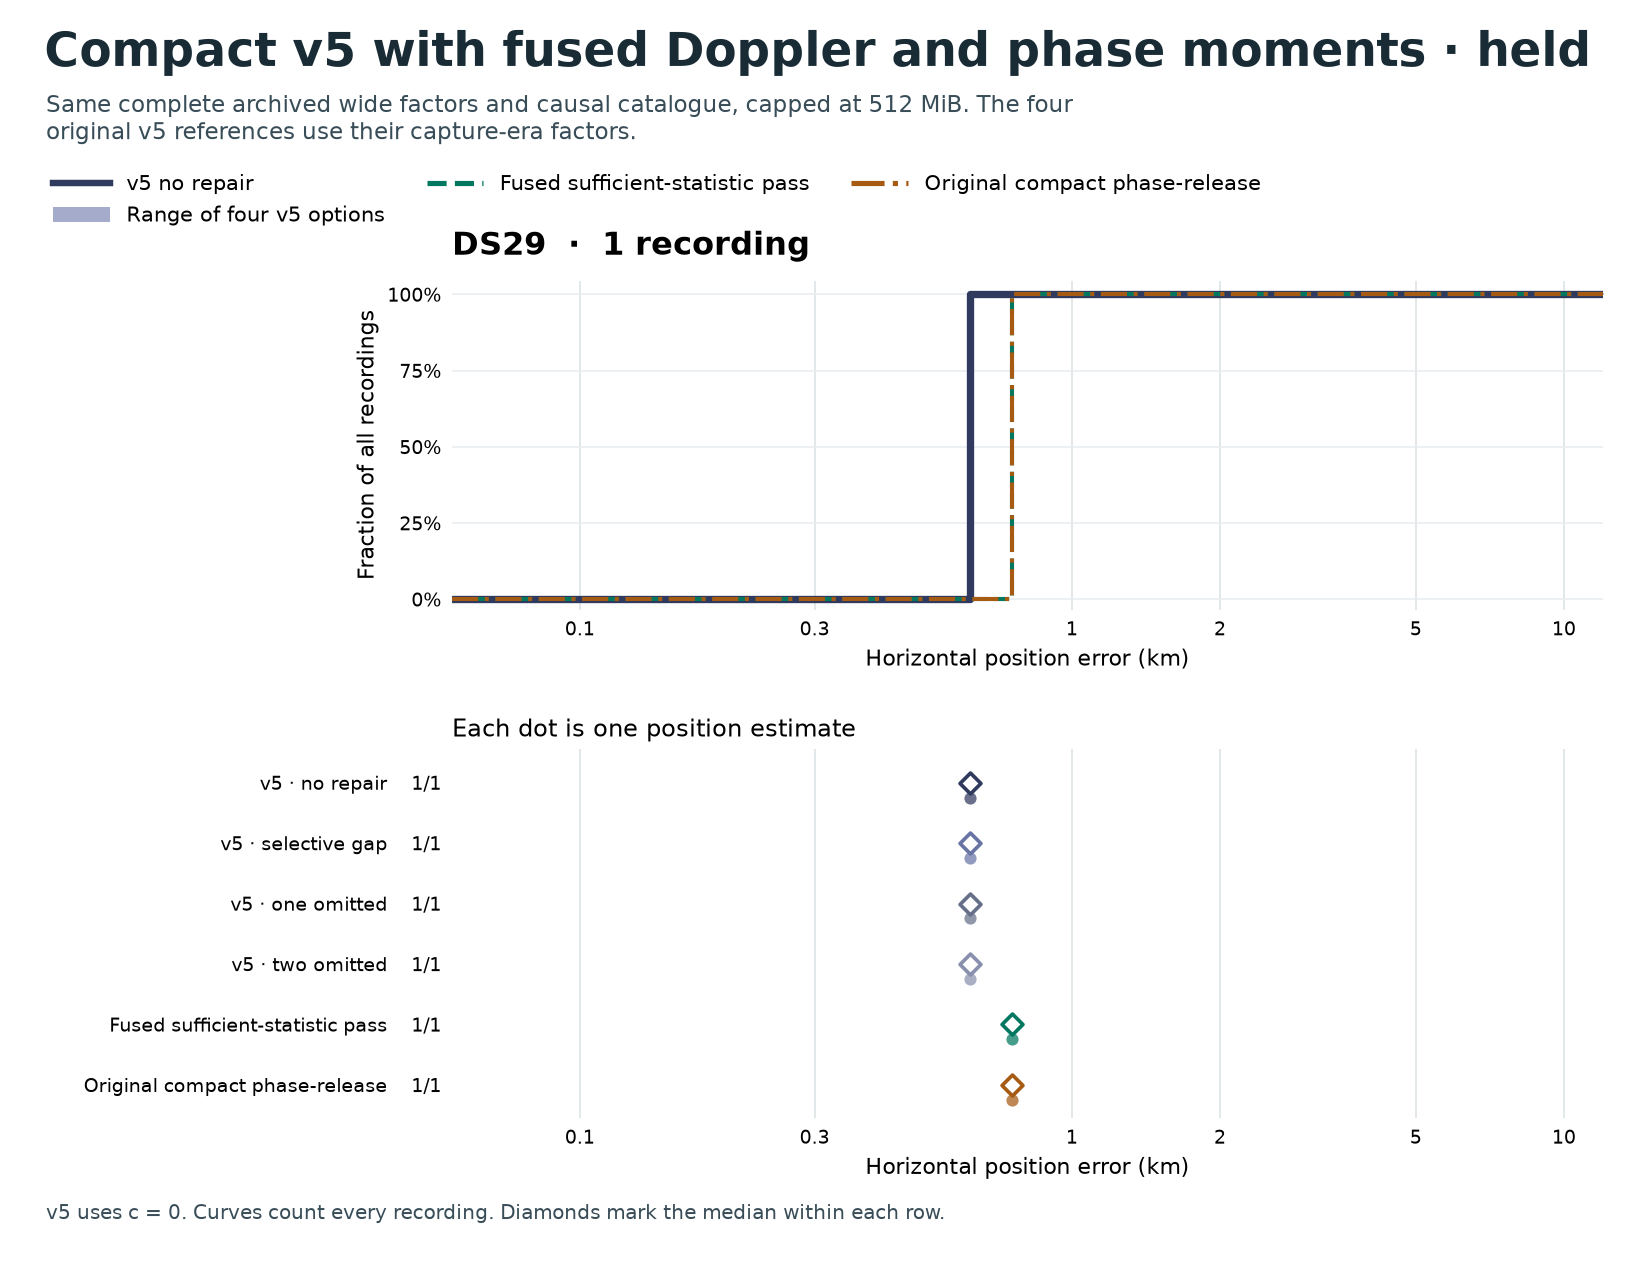 Compact v5 with fused Doppler and phase moments · held
Same complete archived wide factors and causal catalogue, capped at 512 MiB. The four
original v5 references use their capture-era factors.
v5 no repair
Fused sufficient-statistic pass
Original compact phase-release
Range of four v5 options
DS29 · 1 recording
Fraction of all recordings
100%
75%
50%
25%
0%
0.1 0.3 1 2 5 10
Horizontal position error (km)
Each dot is one position estimate
v5 · no repair 1/1
v5 · selective gap 1/1
v5 · one omitted 1/1
v5 · two omitted 1/1
Fused sufficient-statistic pass 1/1
Original compact phase-release 1/1
0.1 0.3 1 2 5 10
Horizontal position error (km)
v5 uses c = 0. Curves count every recording. Diamonds mark the median within each row.